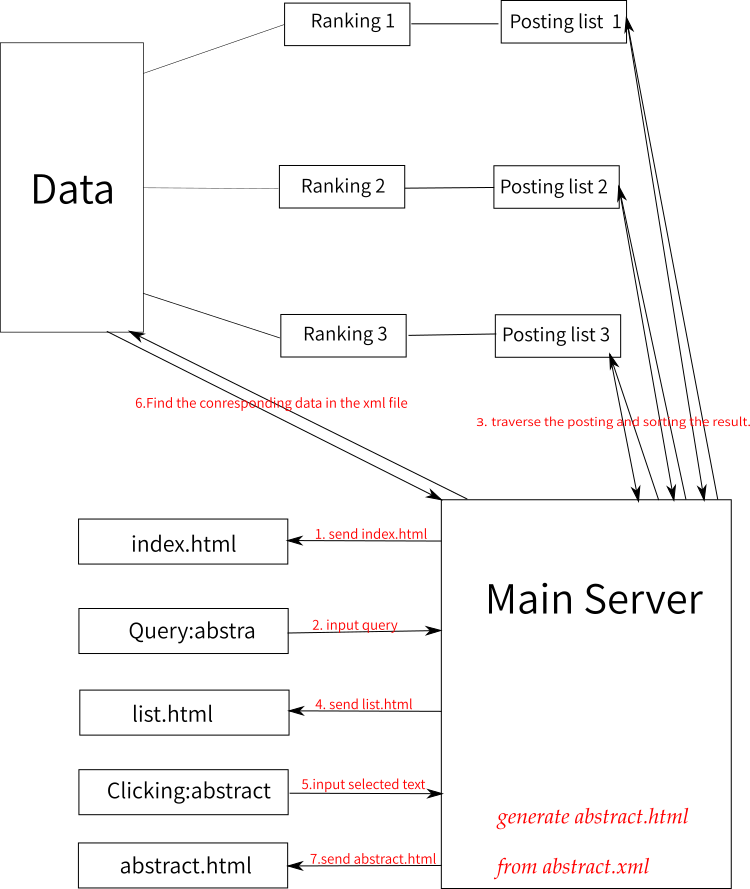 Ranking 1
Posting list 1
Data
Ranking 2
Posting list 2
Ranking 3
Posting list 3
6.Find the conresponding data in the xml file
3. traverse the posting and sorting the result.
index.html
1. send index.html
Main Server
Query:abstra
2. input query
list.html
4. send list.html
Clicking:abstract
5.input selected text
generate abstract.html
from abstract.xml
abstract.html
7.send abstract.html